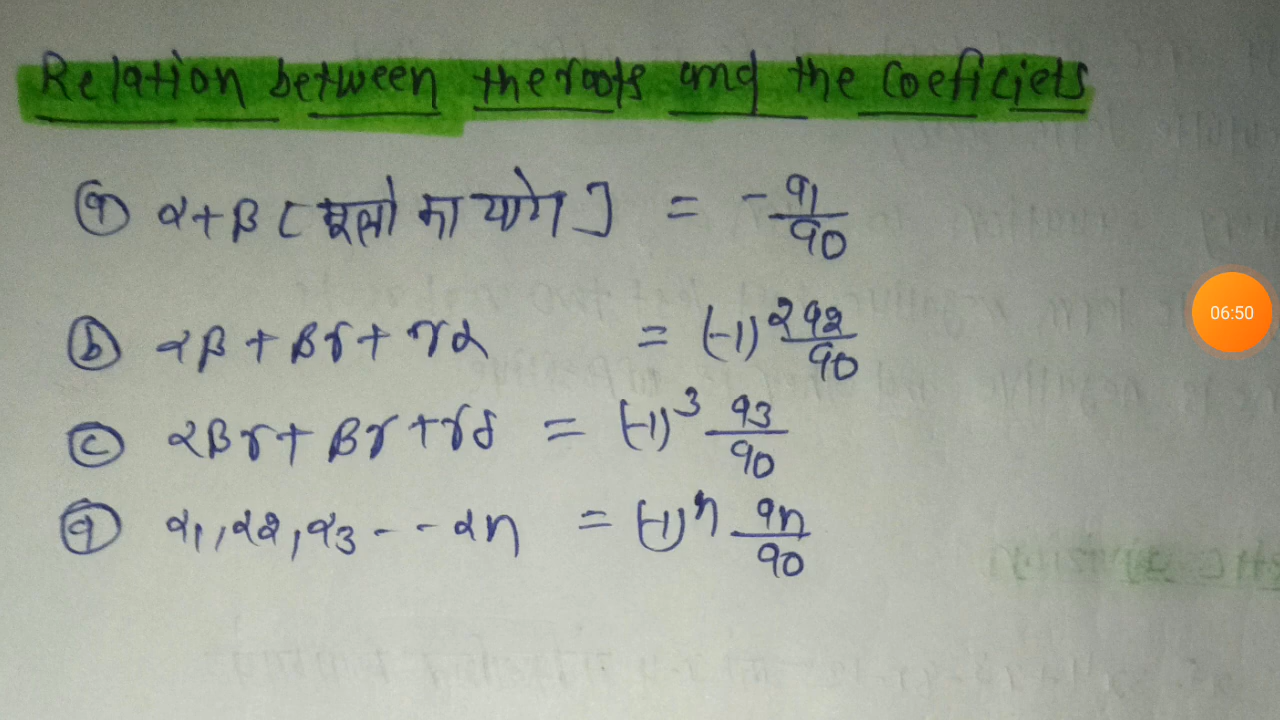 Relation between the roots and the Coeficiets
(a) α+β [मूलो का योग] = -a1/a0
(b) αβ + βγ + γα = (-1)^2 a2/a0
(c) αβγ + βγ + γδ = (-1)^3 a3/a0
(d) α1, α2, α3 - - αn = (-1)^n an/a0
06:50